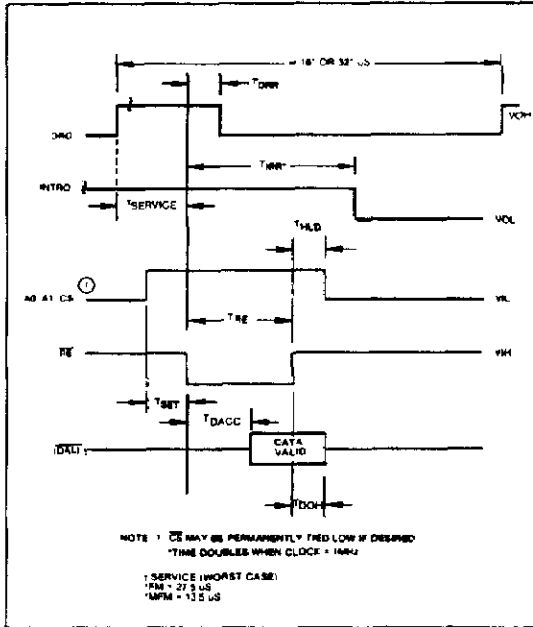 16* OR 32* US
TDRR
DRQ
VOH
TIRR*
INTRQ
TSERVICE
VOL
THLD
A0 A1 CS 1
VIL
TRE
RE
VIH
TSET
TDACC
(DAL)
DATA
VALID
TDOH
NOTE 1 CS MAY BE PERMANENTLY TIED LOW IF DESIRED
*TIME DOUBLES WHEN CLOCK = 1MHz
T SERVICE (WORST CASE)
*FM = 27.5 uS
*MFM = 13.5 uS